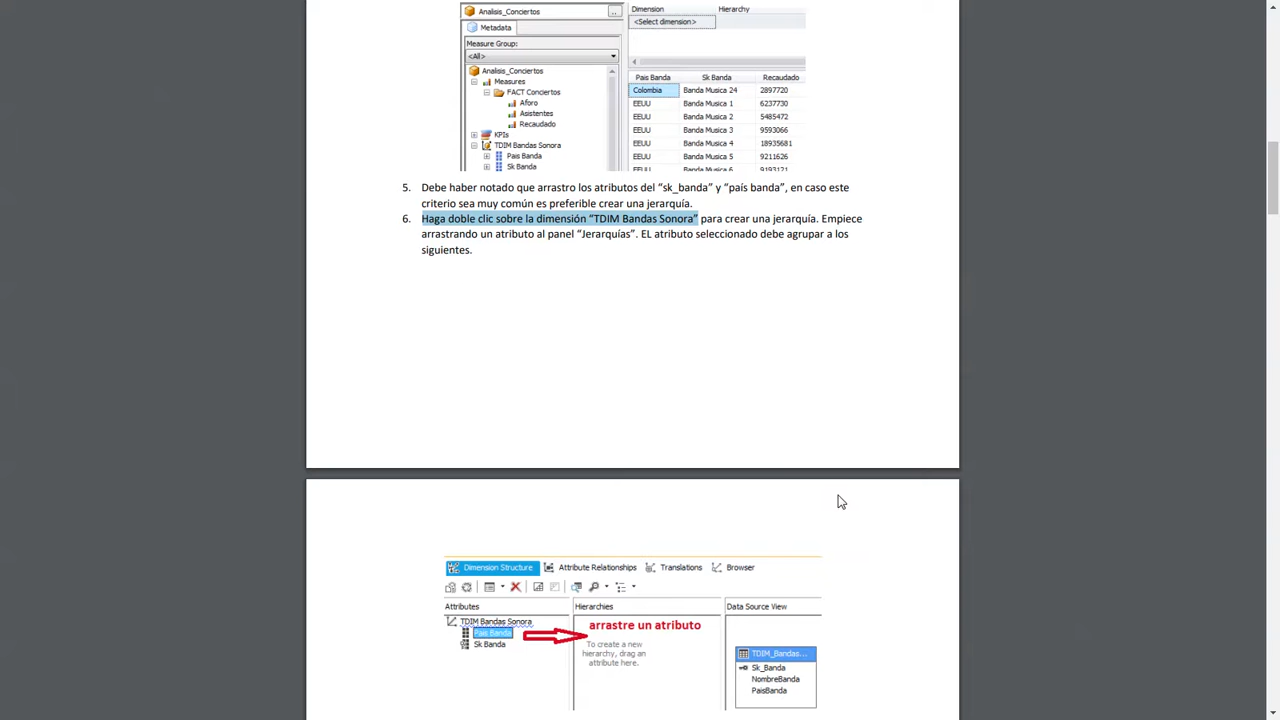 Analisis_Conciertos
..
Metadata
Measure Group:
<All>
Analisis_Conciertos
Measures
FACT Conciertos
Aforo
Asistentes
Recaudado
KPIs
TDIM Bandas Sonora
Pais Banda
Sk Banda
Dimension Hierarchy
<Select dimension>
Pais Banda Sk Banda Recaudado
Colombia Banda Musica 24 2897720
EEUU Banda Musica 1 6237730
EEUU Banda Musica 2 5485472
EEUU Banda Musica 3 9593066
EEUU Banda Musica 4 18935681
EEUU Banda Musica 5 9211626
EEUU Banda Musica 6 9193121
5. Debe haber notado que arrastro los atributos del “sk_banda” y “país banda”, en caso este
criterio sea muy común es preferible crear una jerarquía.
6. Haga doble clic sobre la dimensión “TDIM Bandas Sonora” para crear una jerarquía. Empiece
arrastrando un atributo al panel “Jerarquías”. EL atributo seleccionado debe agrupar a los
siguientes.
Dimension Structure Attribute Relationships Translations Browser
Attributes
TDIM Bandas Sonora
Pais Banda
Sk Banda
Hierarchies
arrastre un atributo
To create a new
hierarchy, drag an
attribute here.
Data Source View
TDIM_Bandas...
Sk_Banda
NombreBanda
PaisBanda